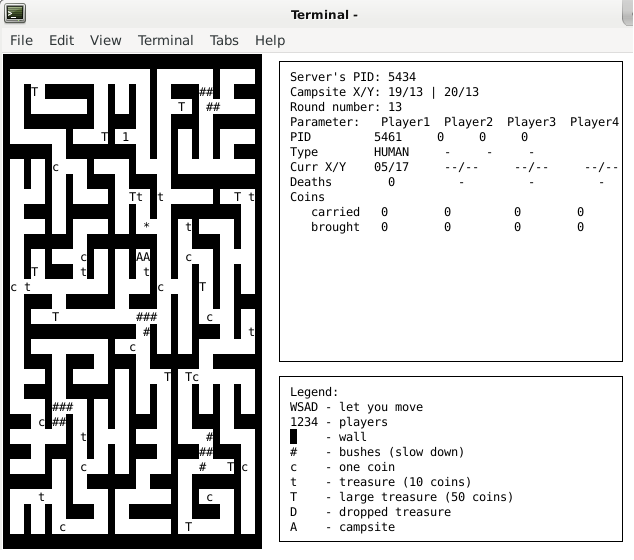 Terminal -
File Edit View Terminal Tabs Help
T ##
T ##
T 1
c
Tt t T t
* t
c AA c
T t t
c t c T
T ### c
# t
c
T Tc
###
c ##
t #
##
c # T c
t c
c T
Server's PID: 5434
Campsite X/Y: 19/13 | 20/13
Round number: 13
Parameter: Player1 Player2 Player3 Player4
PID 5461 0 0 0
Type HUMAN - - -
Curr X/Y 05/17 --/-- --/-- --/--
Deaths 0 - - -
Coins
carried 0 0 0 0
brought 0 0 0 0
Legend:
WSAD - let you move
1234 - players
- wall
# - bushes (slow down)
c - one coin
t - treasure (10 coins)
T - large treasure (50 coins)
D - dropped treasure
A - campsite